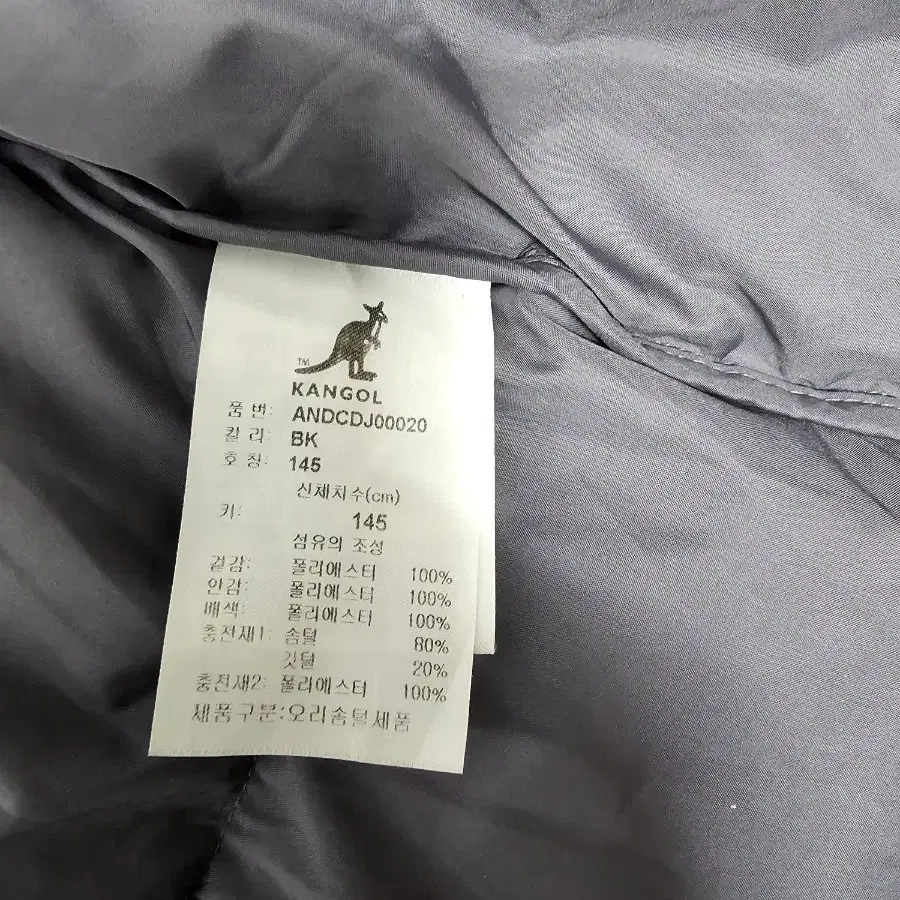 TM
KANGOL
품 번: ANDCDJ00020
칼 라: BK
호 칭: 145
신체치수(cm)
키: 145
섬유의 조성
겉감: 폴리에스터 100%
안감: 폴리에스터 100%
배색: 폴리에스터 100%
충전재1: 솜털 80%
깃털 20%
충전재2: 폴리에스터 100%
제품구분:오리솜털제품